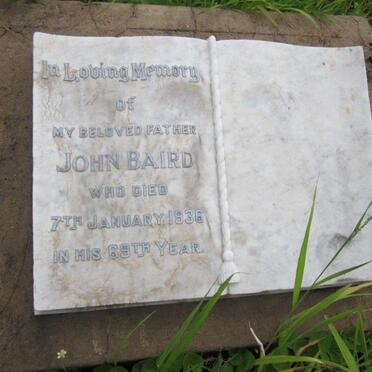 In Loving Memory
of
MY BELOVED FATHER
JOHN BAIRD
WHO DIED
7TH JANUARY 1936
IN HIS 69TH YEAR.